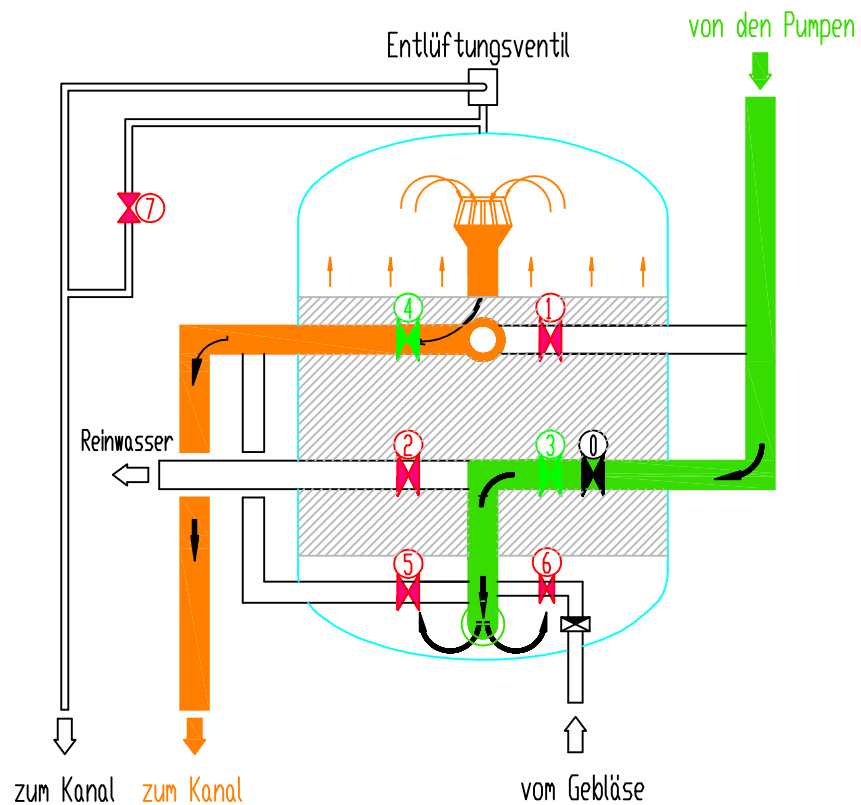 von den Pumpen
Entlüftungsventil
7
4
1
Reinwasser
2
3
0
5
6
zum Kanal
zum Kanal
vom Gebläse